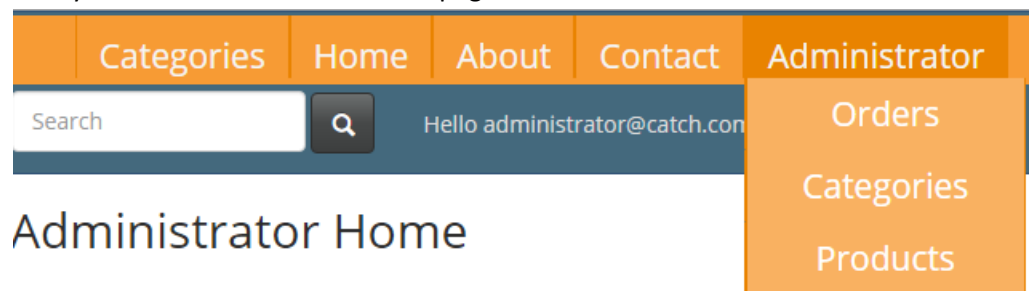 Categories Home About Contact Administrator
Search Hello administrator@catch.com Orders
Categories
Administrator Home
Products